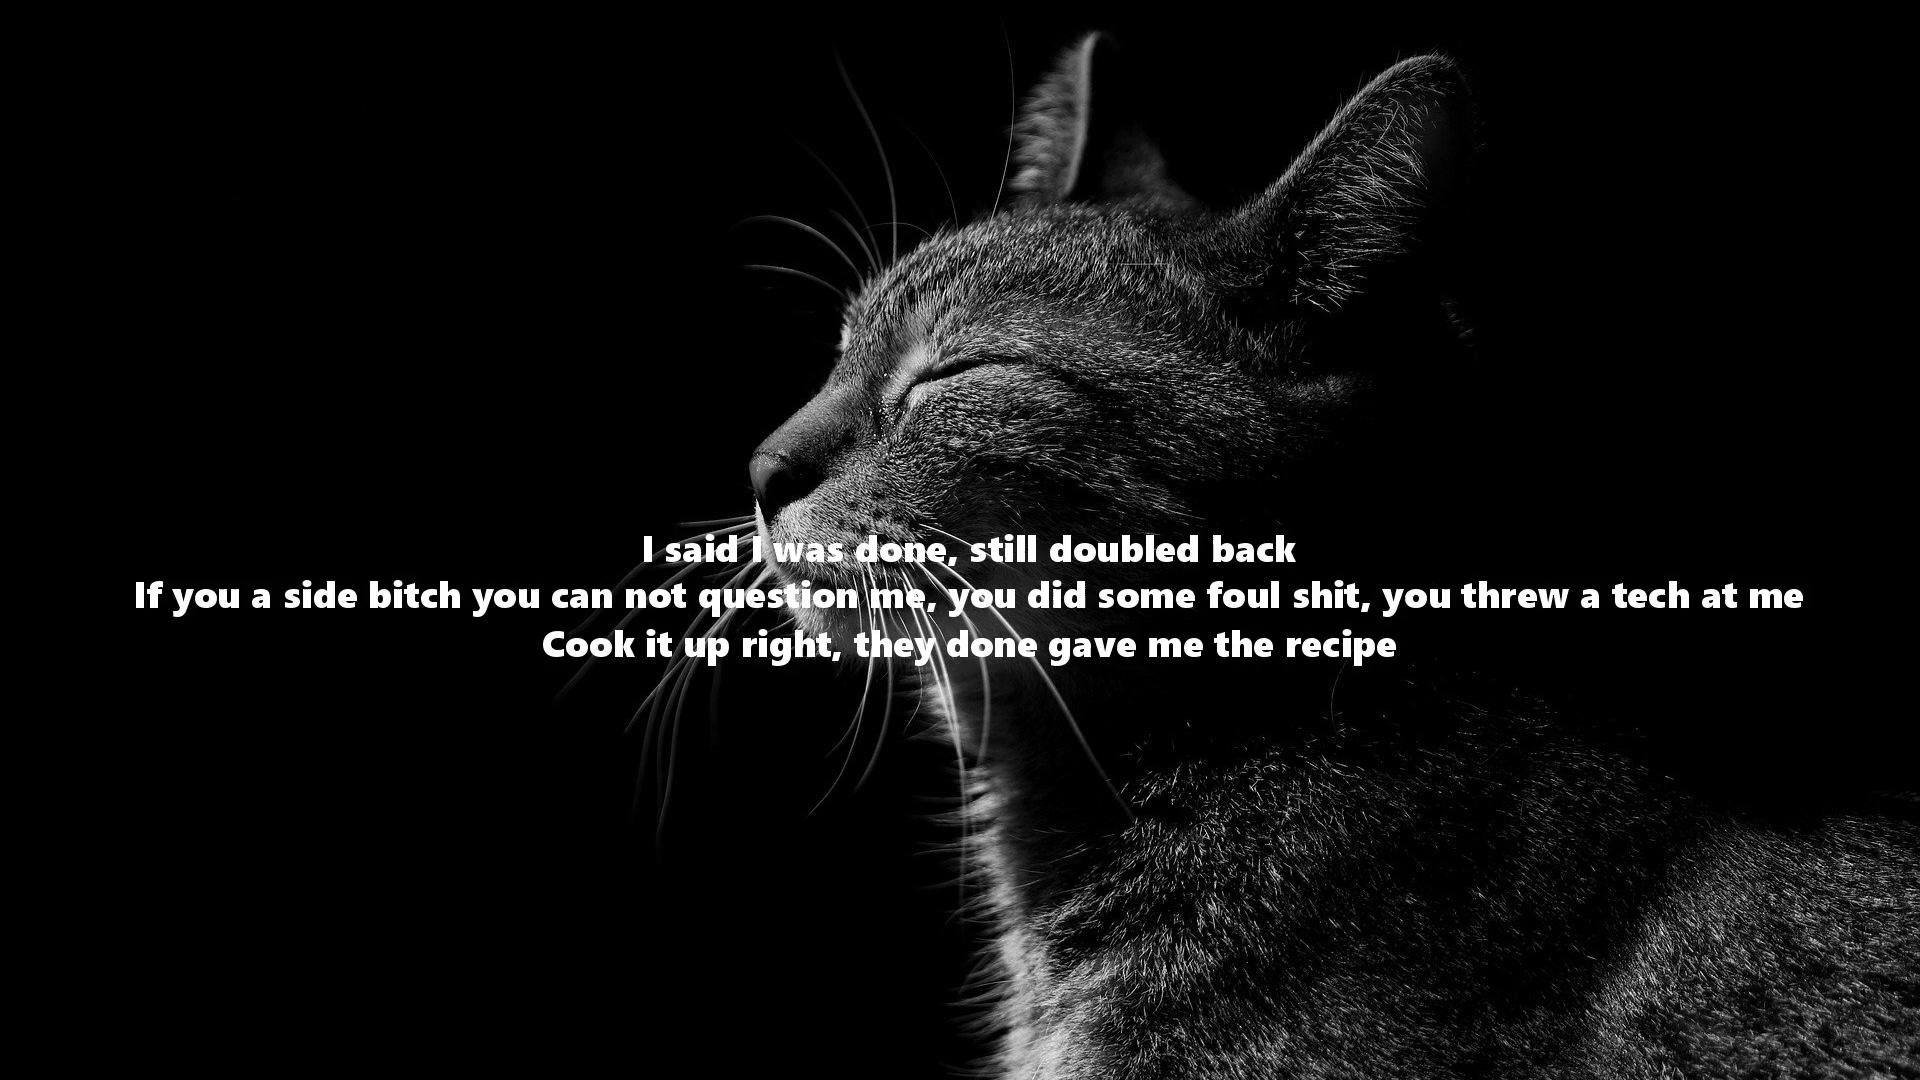 I said I was done, still doubled back
If you a side bitch you can not question me, you did some foul shit, you threw a tech at me
Cook it up right, they done gave me the recipe